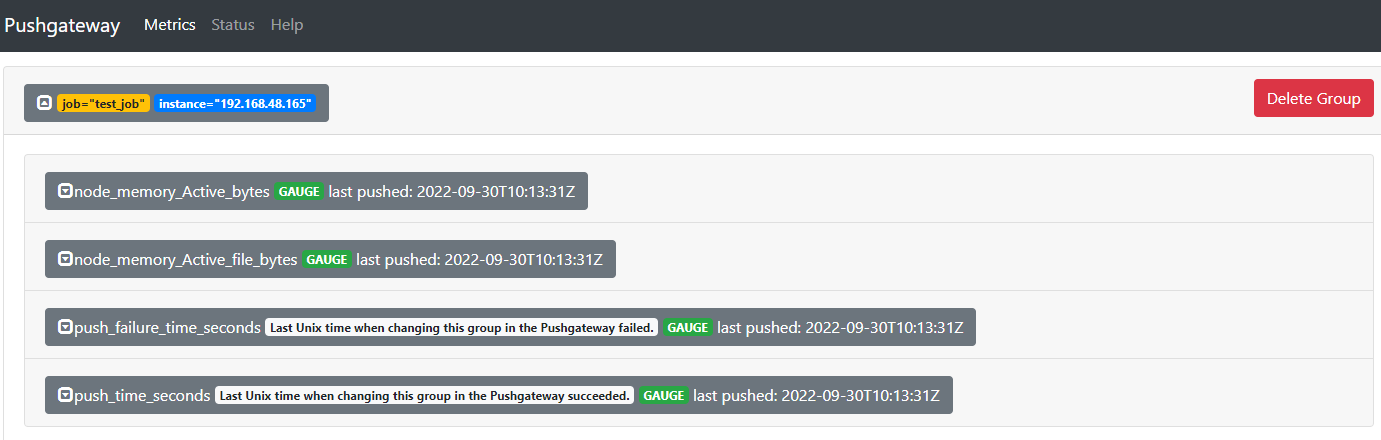 Pushgateway Metrics Status Help
job="test_job" instance="192.168.48.165" Delete Group
node_memory_Active_bytes GAUGE last pushed: 2022-09-30T10:13:31Z
node_memory_Active_file_bytes GAUGE last pushed: 2022-09-30T10:13:31Z
push_failure_time_seconds Last Unix time when changing this group in the Pushgateway failed. GAUGE last pushed: 2022-09-30T10:13:31Z
push_time_seconds Last Unix time when changing this group in the Pushgateway succeeded. GAUGE last pushed: 2022-09-30T10:13:31Z